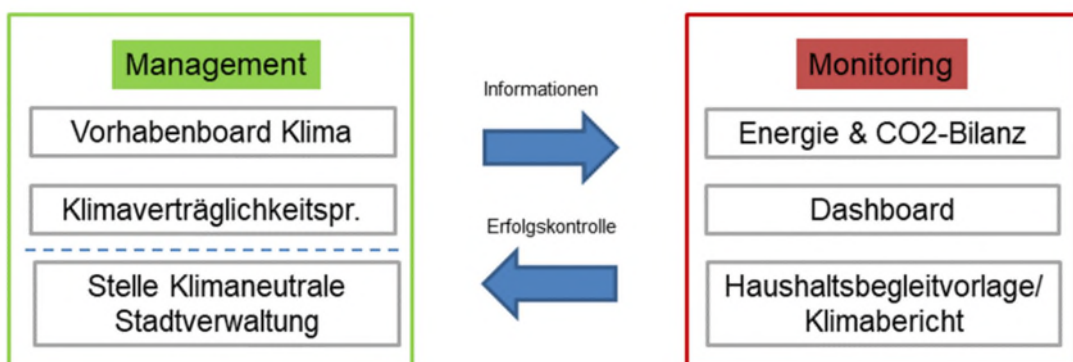 Management
Vorhabenboard Klima
Klimaverträglichkeitspr.
Stelle Klimaneutrale
Stadtverwaltung
Informationen
Erfolgskontrolle
Monitoring
Energie & CO2-Bilanz
Dashboard
Haushaltsbegleitvorlage/
Klimabericht